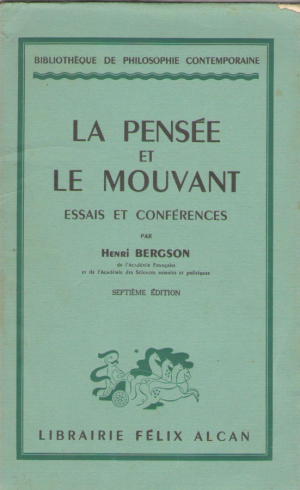 BIBLIOTHÈQUE DE PHILOSOPHIE CONTEMPORAINE
LA PENSÉE
ET
LE MOUVANT
ESSAIS ET CONFÉRENCES
PAR
HENRI BERGSON
de l'Académie Française
et de l'Académie des Sciences morales et politiques
SEPTIÈME ÉDITION
LIBRAIRIE FÉLIX ALCAN